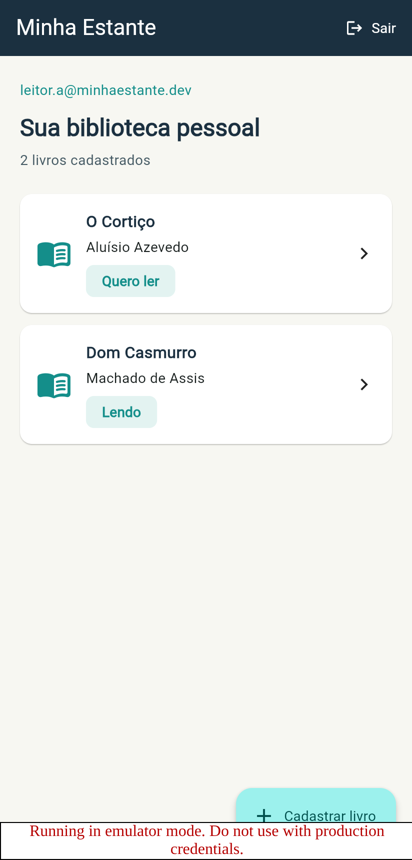 Minha Estante
Sair
leitor.a@minhaestante.dev
Sua biblioteca pessoal
2 livros cadastrados
O Cortiço
Aluísio Azevedo
Quero ler
Dom Casmurro
Machado de Assis
Lendo
Cadastrar livro
Running in emulator mode. Do not use with production
credentials.